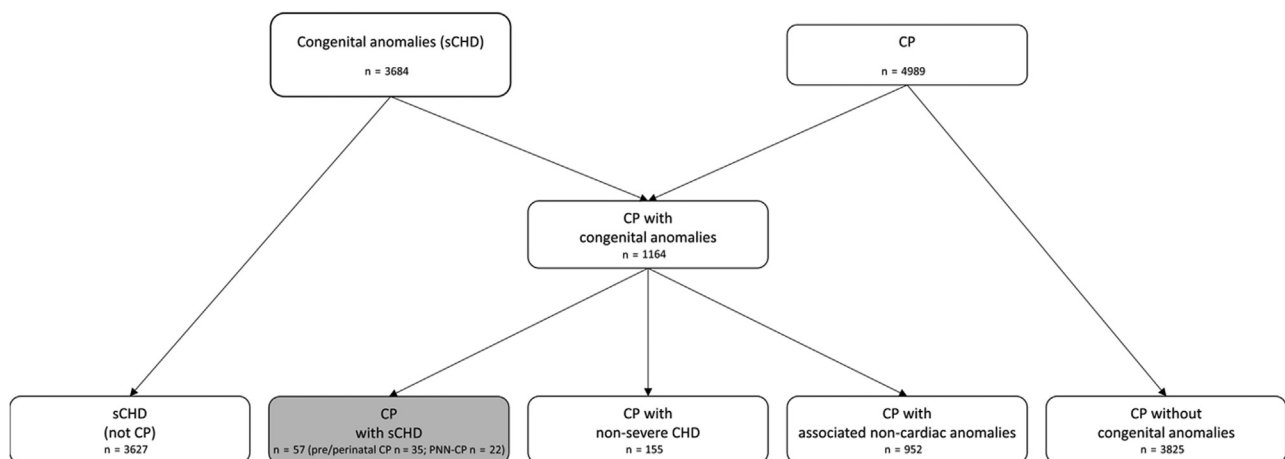 Congenital anomalies (sCHD)
n = 3684
CP
n = 4989
CP with
congenital anomalies
n = 1164
sCHD
(not CP)
n = 3627
CP
with sCHD
n = 57 (pre/perinatal CP n = 35; PNN-CP n = 22)
CP with
non-severe CHD
n = 155
CP with
associated non-cardiac anomalies
n = 952
CP without
congenital anomalies
n = 3825